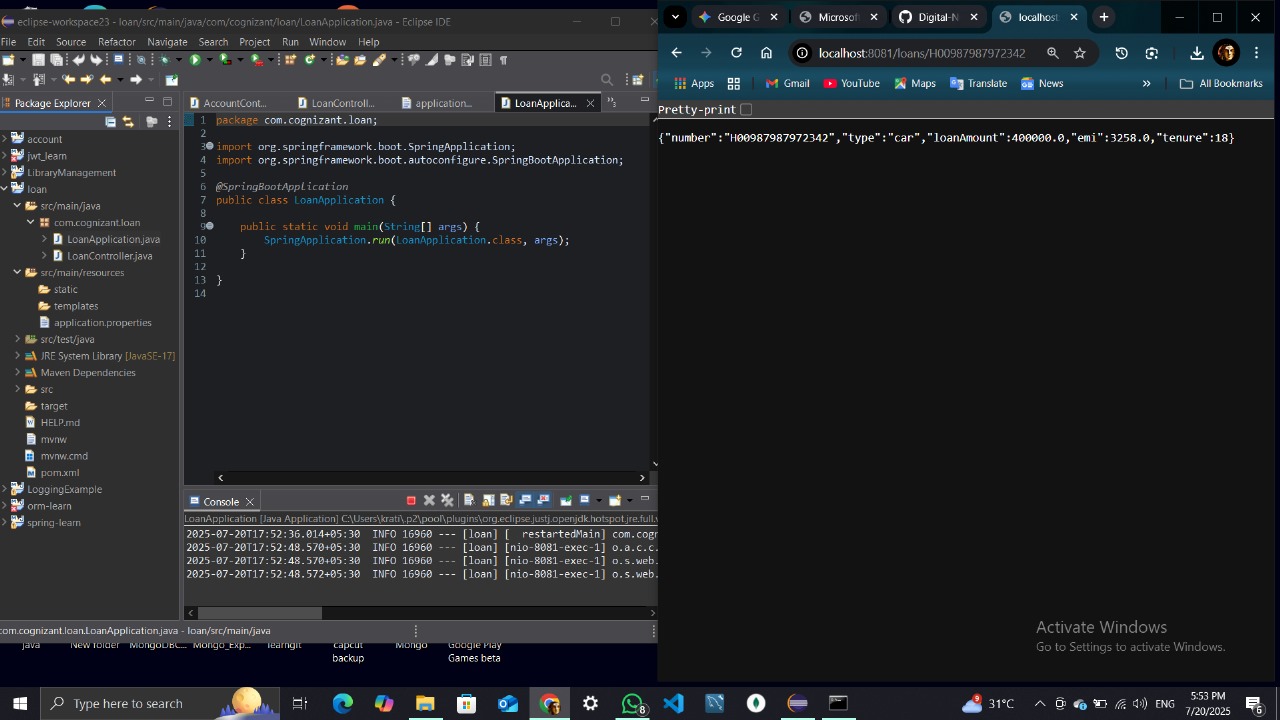 eclipse-workspace23 - loan/src/main/java/com/cognizant/loan/LoanApplication.java - Eclipse IDE
File Edit Source Refactor Navigate Search Project Run Window Help
Package Explorer
account
jwt_learn
LibraryManagement
loan
src/main/java
com.cognizant.loan
LoanApplication.java
LoanController.java
src/main/resources
static
templates
application.properties
src/test/java
JRE System Library [JavaSE-17]
Maven Dependencies
src
target
HELP.md
mvnw
mvnw.cmd
pom.xml
LoggingExample
orm-learn
spring-learn
AccountCont... LoanControll... application.... LoanApplica... »3
1 package com.cognizant.loan;
2
3 import org.springframework.boot.SpringApplication;
4 import org.springframework.boot.autoconfigure.SpringBootApplication;
5
6 @SpringBootApplication
7 public class LoanApplication {
8
9 public static void main(String[] args) {
10 SpringApplication.run(LoanApplication.class, args);
11 }
12
13 }
14
Console
LoanApplication [Java Application] C:\Users\krati\.p2\pool\plugins\org.eclipse.justj.openjdk.hotspot.jre.full.
2025-07-20T17:52:36.014+05:30 INFO 16960 --- [loan] [ restartedMain] com.cogn
2025-07-20T17:52:48.570+05:30 INFO 16960 --- [loan] [nio-8081-exec-1] o.a.c.c.
2025-07-20T17:52:48.570+05:30 INFO 16960 --- [loan] [nio-8081-exec-1] o.s.web.
2025-07-20T17:52:48.572+05:30 INFO 16960 --- [loan] [nio-8081-exec-1] o.s.web.
com.cognizant.loan.LoanApplication.java - loan/src/main/java
java New folder MongoDBC... Mongo_Exp... learngit capcut backup Mongo Google Play Games beta
Google G Microsof Digital-N localhost
localhost:8081/loans/H00987987972342
Apps Gmail YouTube Maps Translate News » All Bookmarks
Pretty-print
{"number":"H00987987972342","type":"car","loanAmount":400000.0,"emi":3258.0,"tenure":18}
Activate Windows
Go to Settings to activate Windows.
Type here to search
8
9
31°C
ENG
5:53 PM
7/20/2025
6